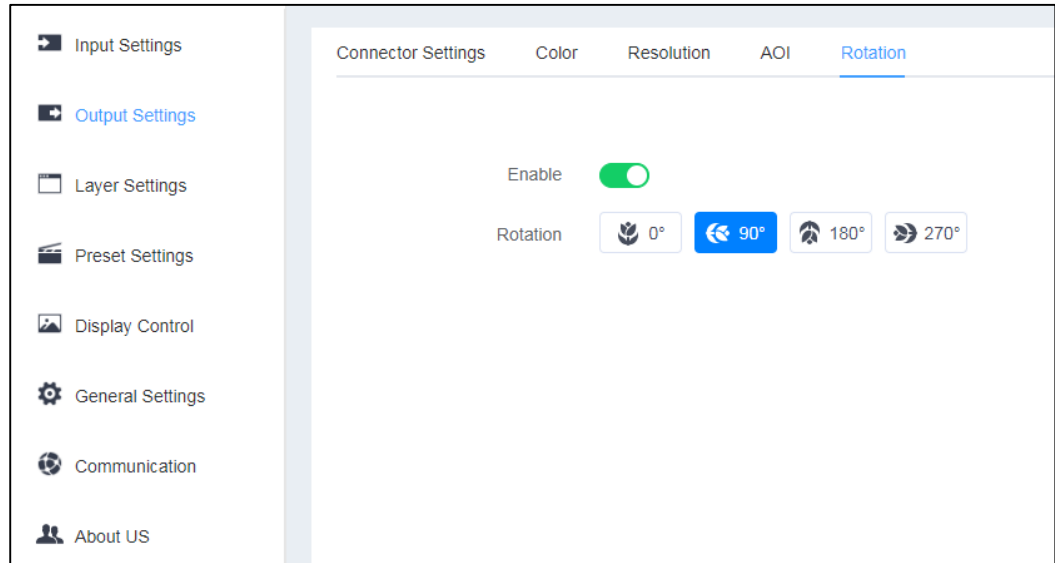 Input Settings
Output Settings
Layer Settings
Preset Settings
Display Control
General Settings
Communication
About US
Connector Settings Color Resolution AOI Rotation
Enable
Rotation 0° 90° 180° 270°